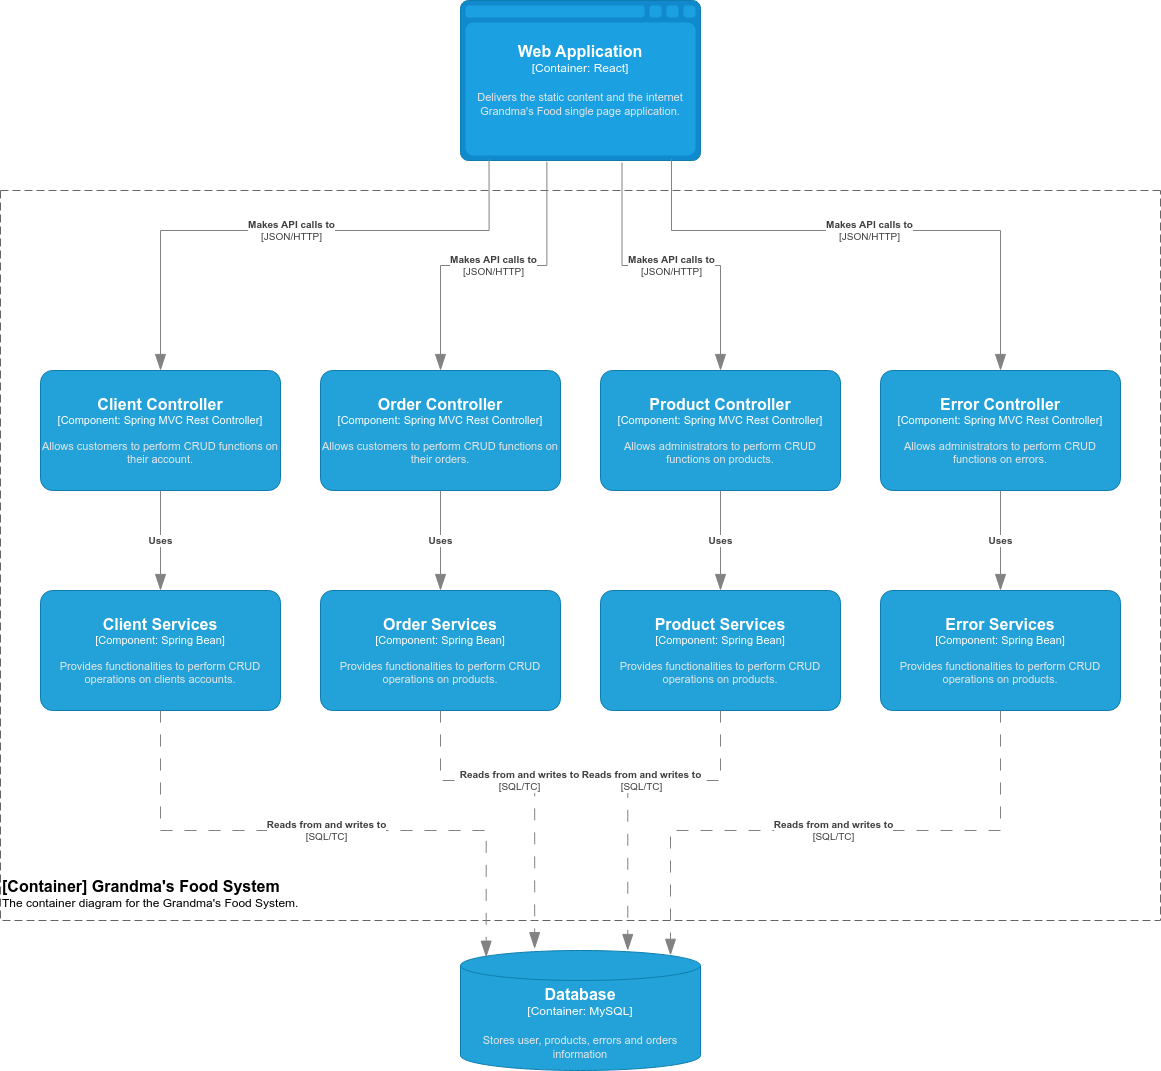 Web Application
[Container: React]
Delivers the static content and the internet
Grandma's Food single page application.
Makes API calls to
[JSON/HTTP]
Makes API calls to
[JSON/HTTP]
Makes API calls to
[JSON/HTTP]
Makes API calls to
[JSON/HTTP]
Client Controller
[Component: Spring MVC Rest Controller]
Allows customers to perform CRUD functions on
their account.
Order Controller
[Component: Spring MVC Rest Controller]
Allows customers to perform CRUD functions on
their orders.
Product Controller
[Component: Spring MVC Rest Controller]
Allows administrators to perform CRUD
functions on products.
Error Controller
[Component: Spring MVC Rest Controller]
Allows administrators to perform CRUD
functions on errors.
Uses
Uses
Uses
Uses
Client Services
[Component: Spring Bean]
Provides functionalities to perform CRUD
operations on clients accounts.
Order Services
[Component: Spring Bean]
Provides functionalities to perform CRUD
operations on products.
Product Services
[Component: Spring Bean]
Provides functionalities to perform CRUD
operations on products.
Error Services
[Component: Spring Bean]
Provides functionalities to perform CRUD
operations on products.
Reads from and writes to
[SQL/TC]
Reads from and writes to
[SQL/TC]
Reads from and writes to
[SQL/TC]
Reads from and writes to
[SQL/TC]
[Container] Grandma's Food System
The container diagram for the Grandma's Food System.
Database
[Container: MySQL]
Stores user, products, errors and orders
information